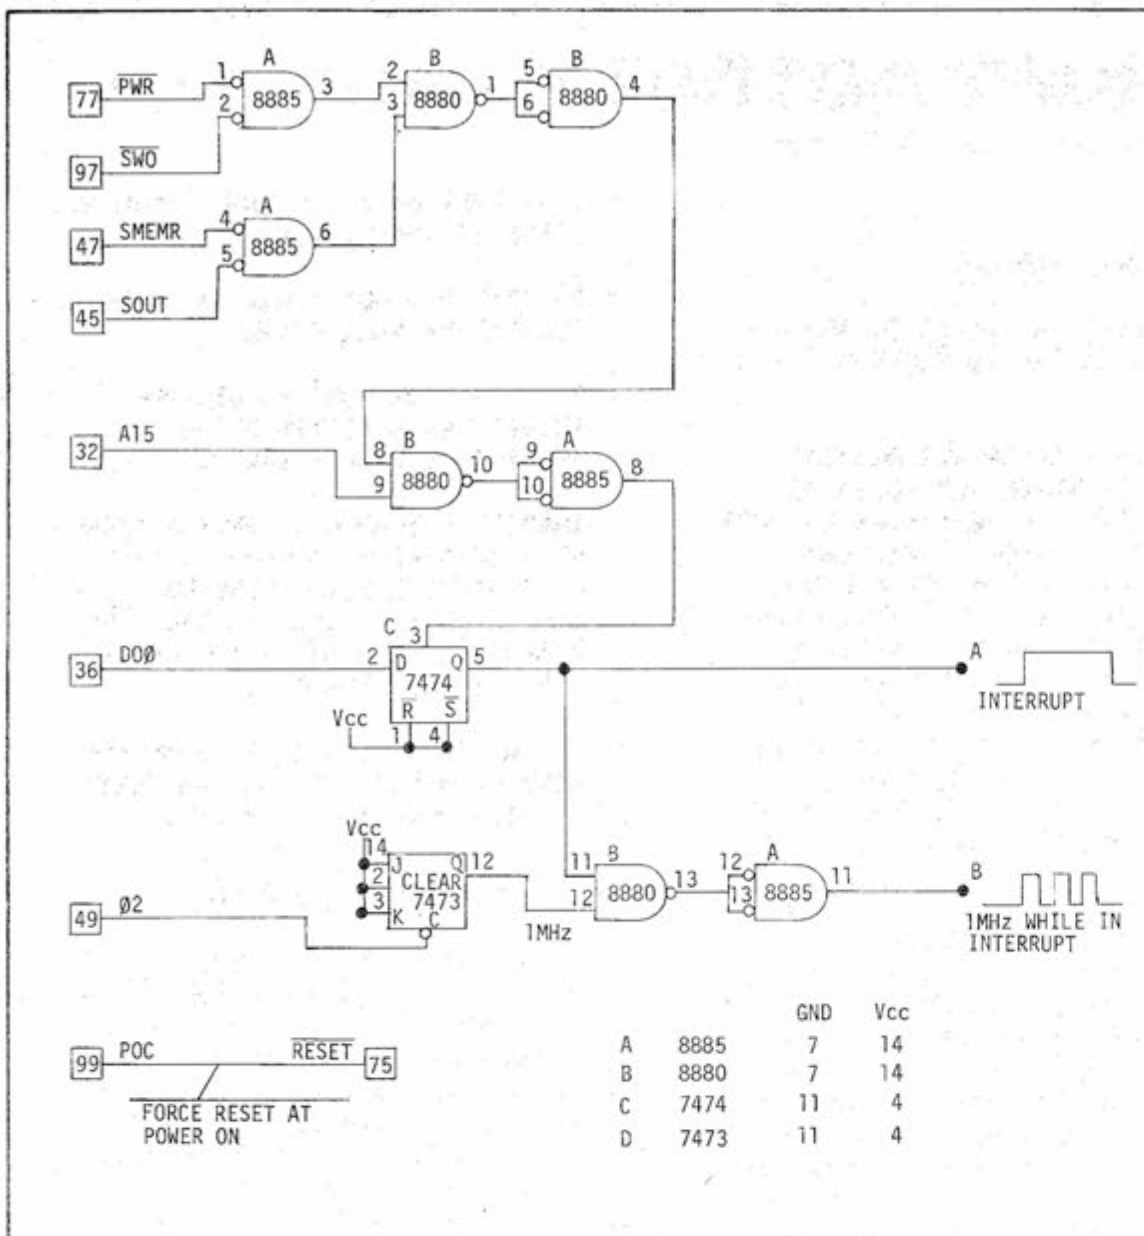 A
B
B
1
PWR
77
8885
3
2
8880
1
5
8880
4
2
3
6
SWO
97
A
SMEMR
4
47
8885
6
5
SOUT
45
A15
32
8
B
8880
10
9
A
8885
8
9
10
C
3
DOØ
36
2
D
Q
5
7474
R
S
Vcc
1
4
A
INTERRUPT
Vcc
14
J
Q
12
2
CLEAR
7473
3
K
C
Ø2
49
1MHz
11
B
8880
13
12
12
A
8885
11
13
B
1MHz WHILE IN
INTERRUPT
POC
99
RESET
75
FORCE RESET AT
POWER ON
GND Vcc
A 8885 7 14
B 8880 7 14
C 7474 11 4
D 7473 11 4